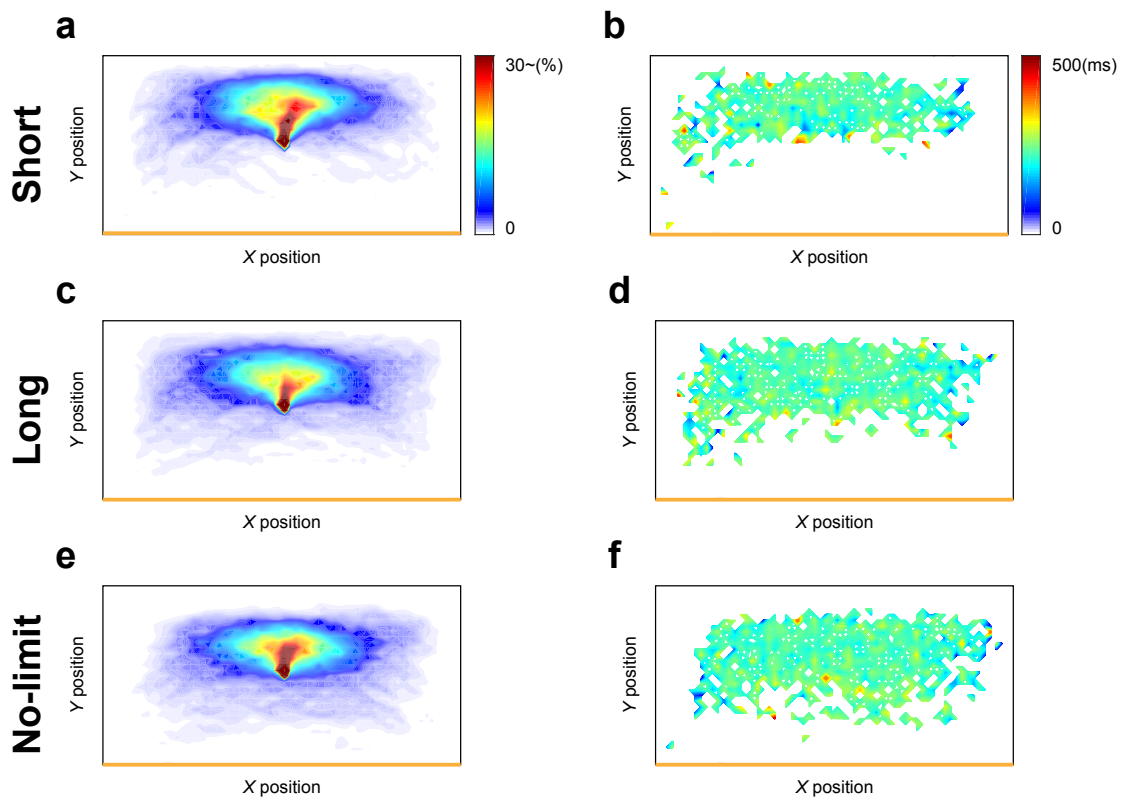 a
b
Short
Y position
30~(%)
0
X position
Y position
500(ms)
0
X position
c
d
Long
Y position
X position
Y position
X position
e
f
No-limit
Y position
X position
Y position
X position